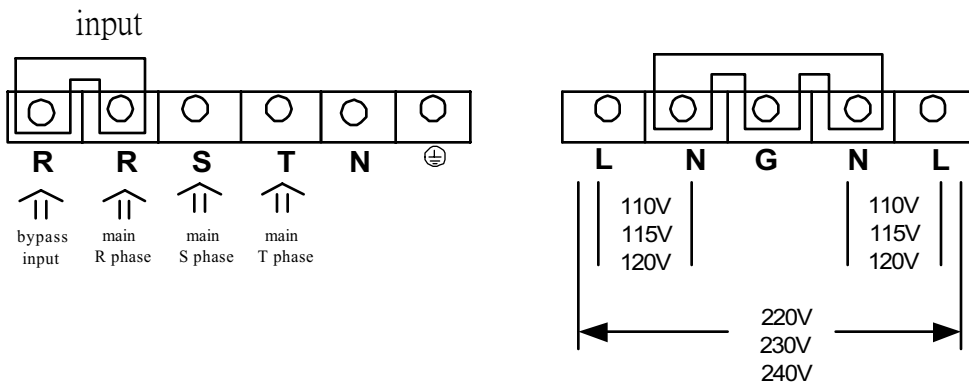 input
R R S T N
bypass input
main R phase
main S phase
main T phase
L N G N L
110V
115V
120V
110V
115V
120V
220V
230V
240V